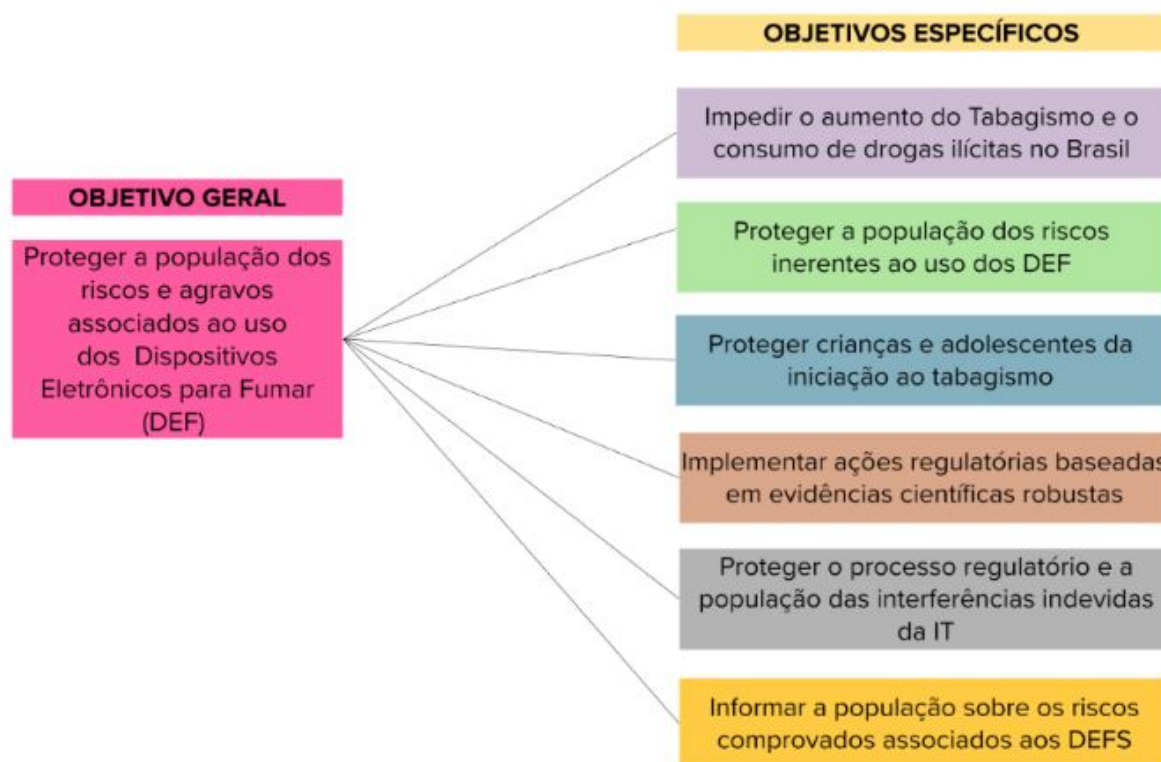 OBJETIVO GERAL
Proteger a população dos
riscos e agravos
associados ao uso
dos Dispositivos
Eletrônicos para Fumar
(DEF)
OBJETIVOS ESPECÍFICOS
Impedir o aumento do Tabagismo e o
consumo de drogas ilícitas no Brasil
Proteger a população dos riscos
inerentes ao uso dos DEF
Proteger crianças e adolescentes da
iniciação ao tabagismo
Implementar ações regulatórias baseadas
em evidências científicas robustas
Proteger o processo regulatório e a
população das interferências indevidas
da IT
Informar a população sobre os riscos
comprovados associados aos DEFS